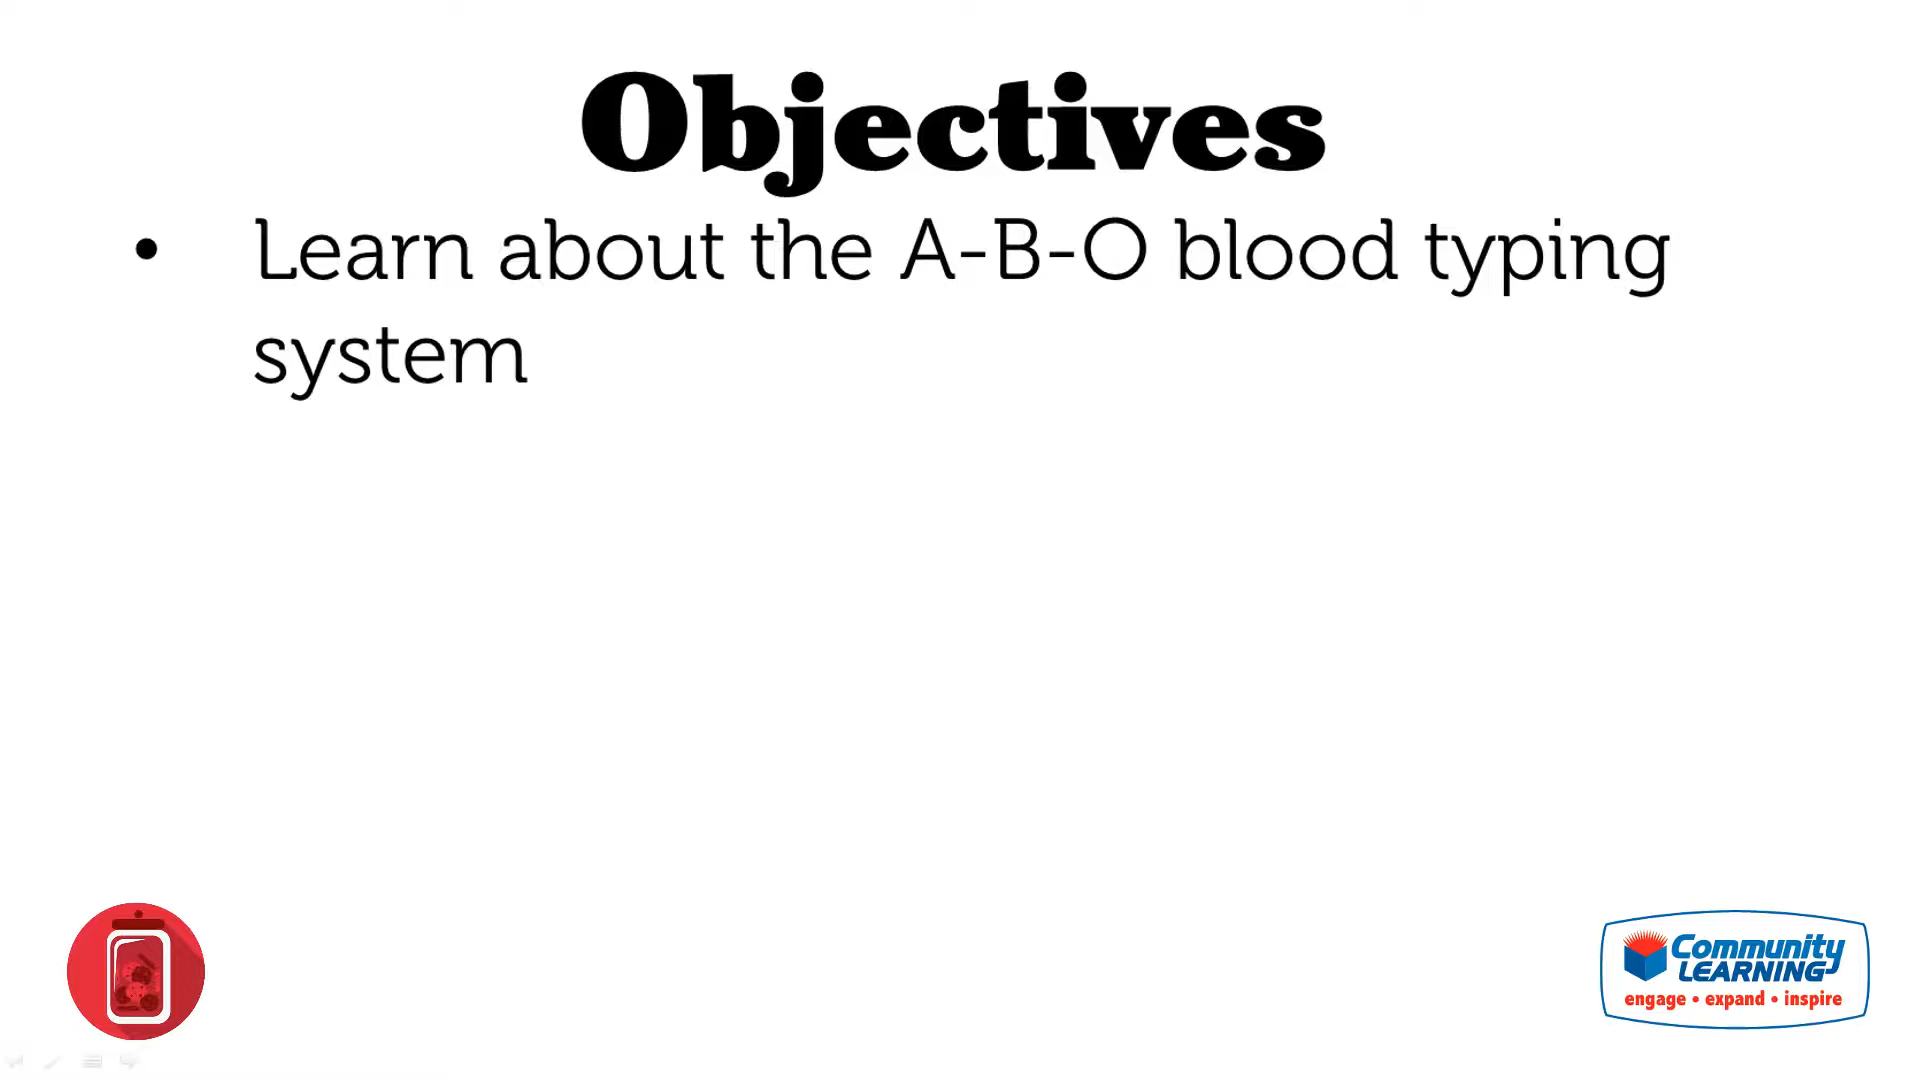 Objectives
• Learn about the A-B-O blood typing
system
Community
LEARNING
engage • expand • inspire